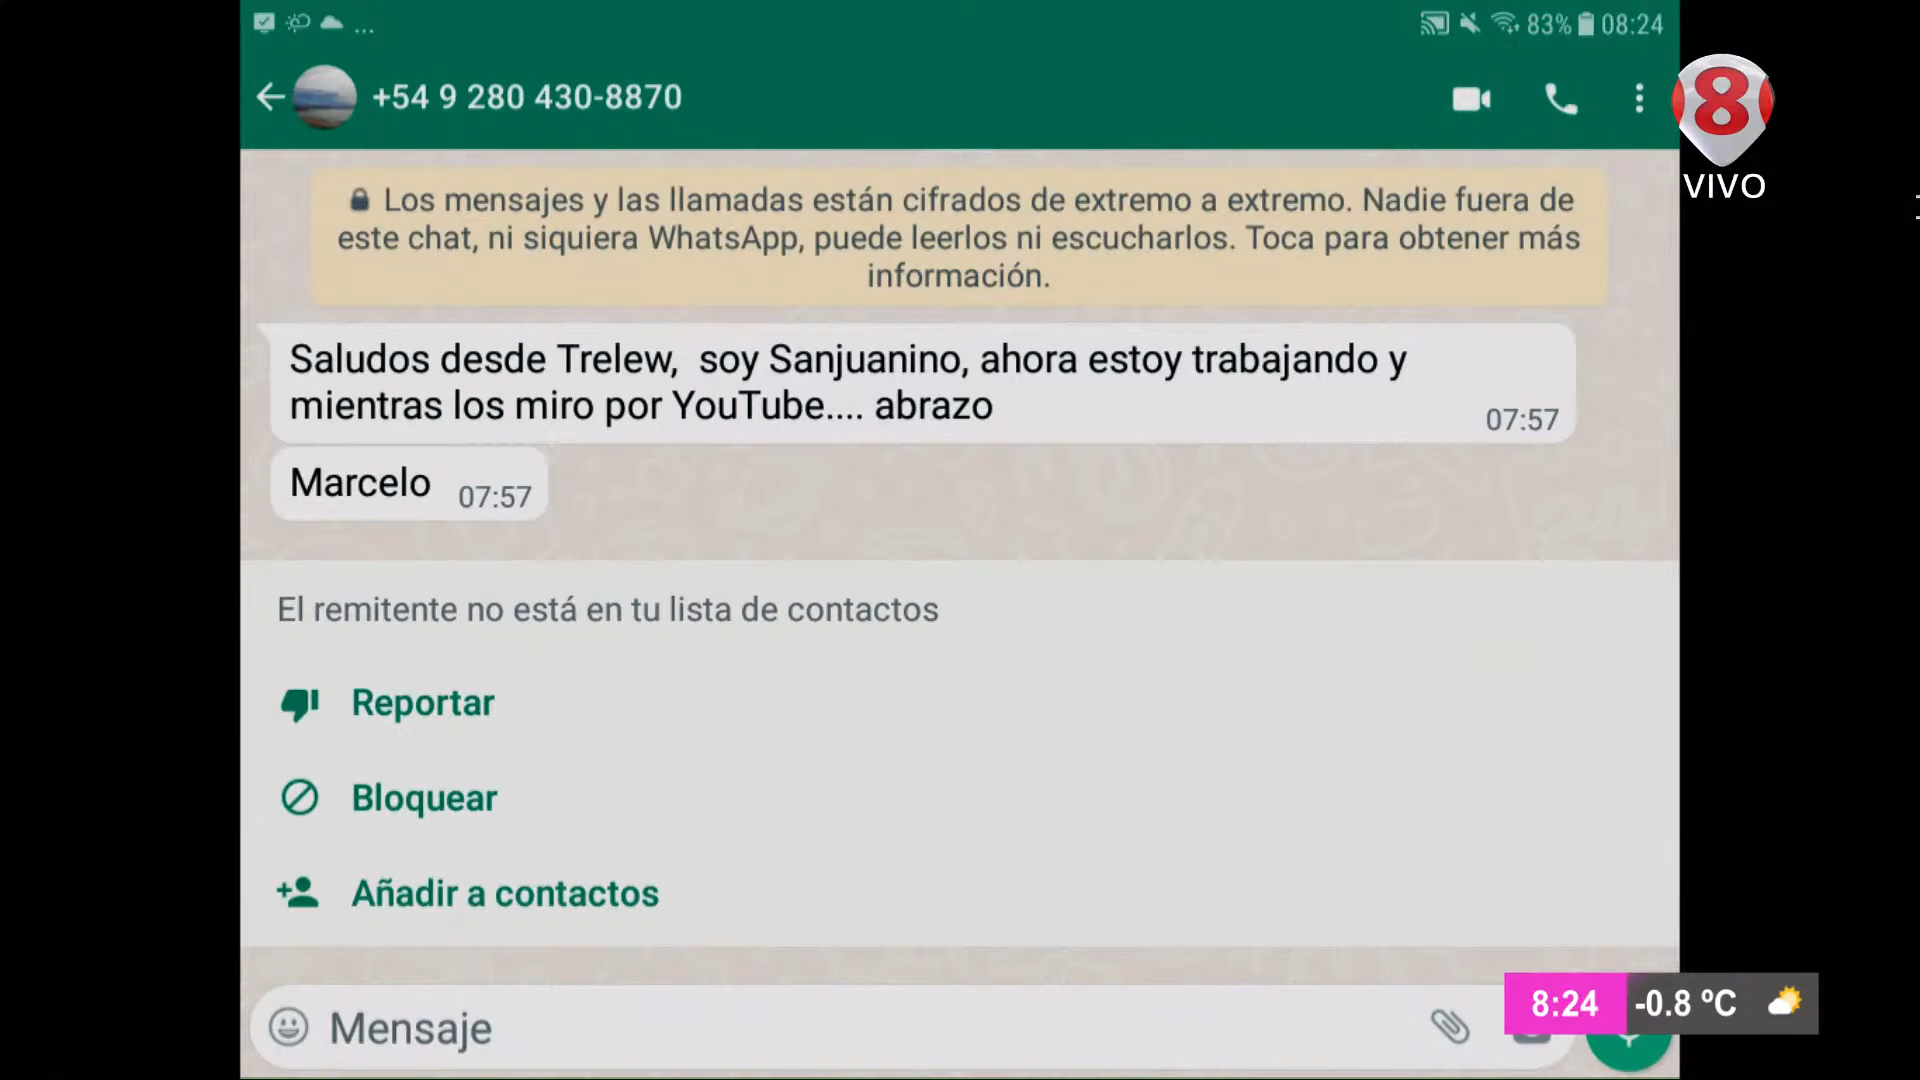 83% 08:24
+54 9 280 430-8870
8
VIVO
Los mensajes y las llamadas están cifrados de extremo a extremo. Nadie fuera de
este chat, ni siquiera WhatsApp, puede leerlos ni escucharlos. Toca para obtener más
información.
Saludos desde Trelew,  soy Sanjuanino, ahora estoy trabajando y
mientras los miro por YouTube.... abrazo
07:57
Marcelo 07:57
El remitente no está en tu lista de contactos
Reportar
Bloquear
Añadir a contactos
Mensaje
8:24 -0.8 ºC